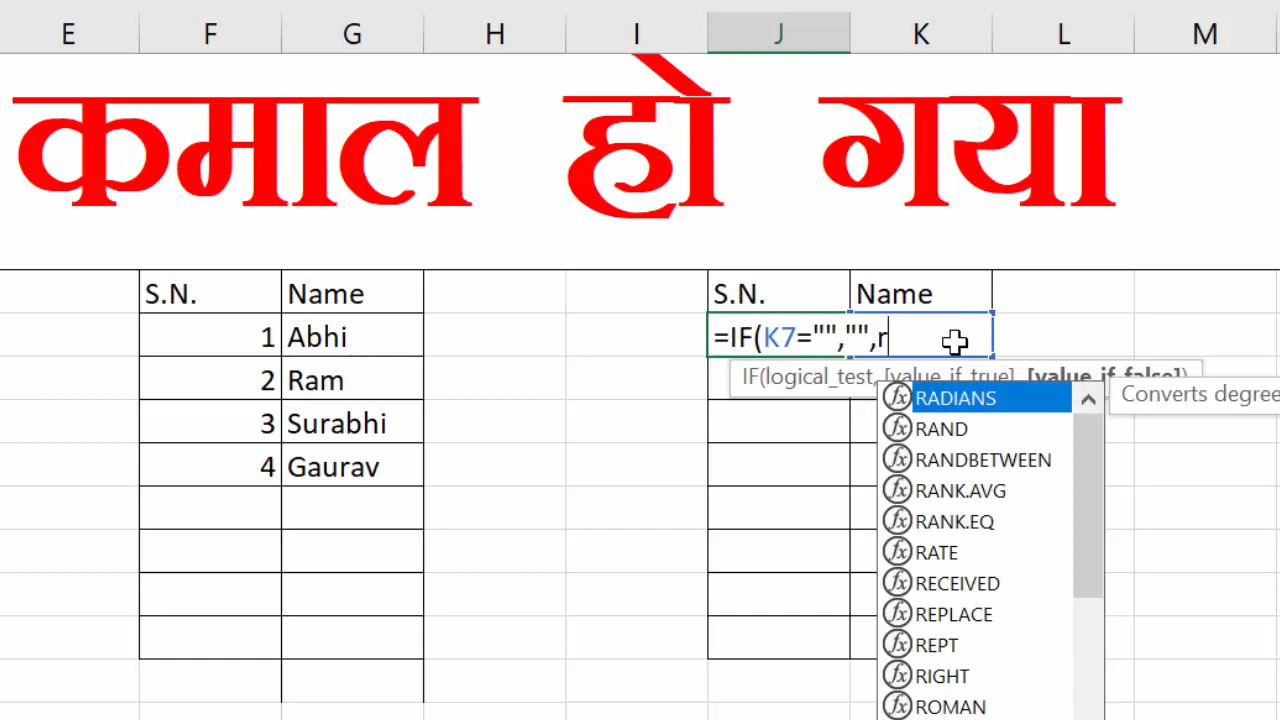 E F G H I J K L M
कमाल हो गया
S.N. Name S.N. Name
1 Abhi =IF(K7="","",r
IF(logical_test, [value_if_true], [value_if_false])
2 Ram RADIANS Converts degree
RAND
3 Surabhi RANDBETWEEN
4 Gaurav RANK.AVG
RANK.EQ
RATE
RECEIVED
REPLACE
REPT
RIGHT
ROMAN